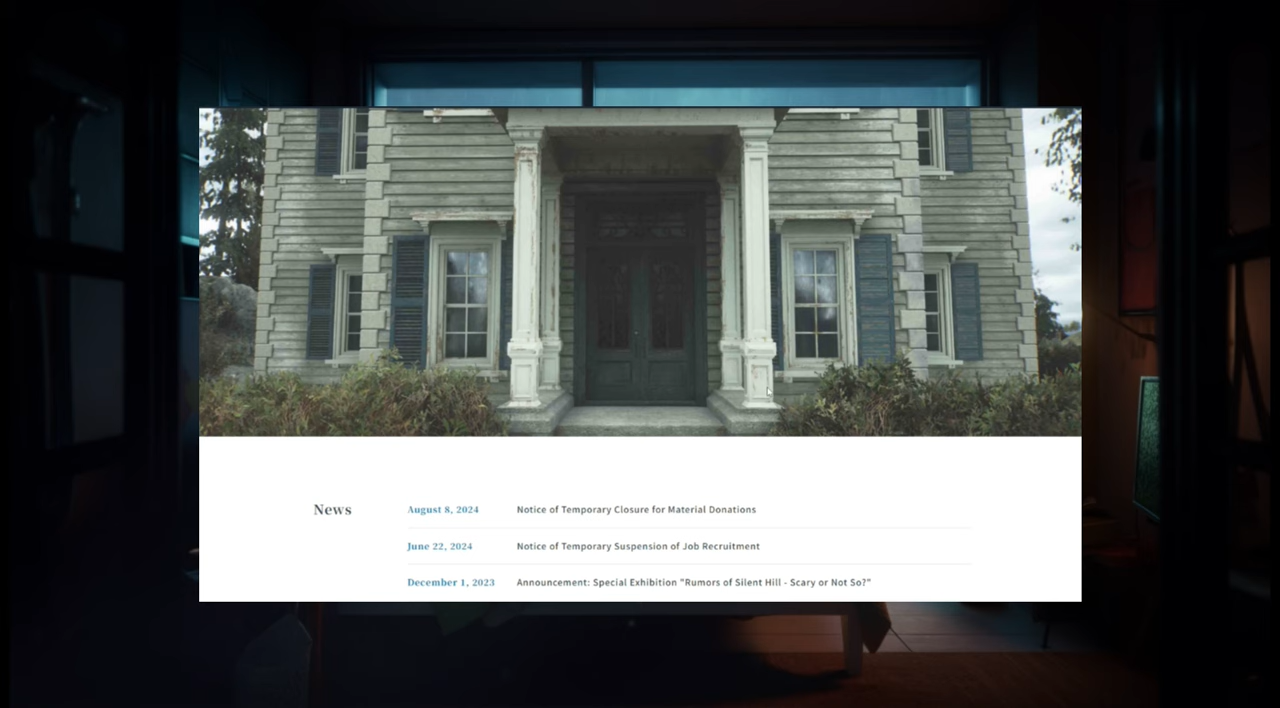 News
August 8, 2024 Notice of Temporary Closure for Material Donations
June 22, 2024 Notice of Temporary Suspension of Job Recruitment
December 1, 2023 Announcement: Special Exhibition "Rumors of Silent Hill - Scary or Not So?"